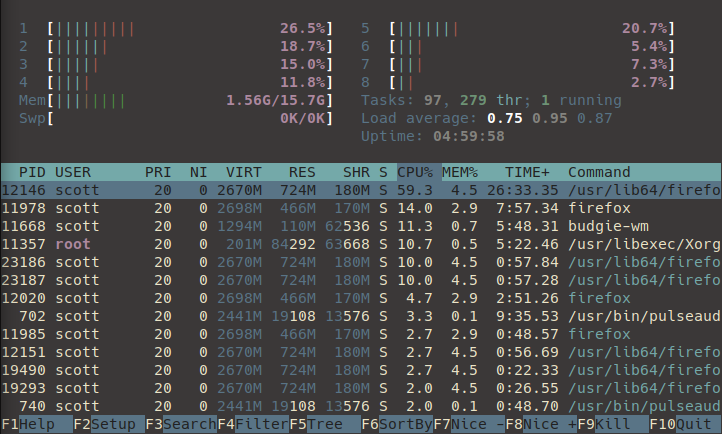 1 [||||||||| 26.5%] 5 [||||||| 20.7%]
2 [|||||| 18.7%] 6 [||| 5.4%]
3 [||||| 15.0%] 7 [||| 7.3%]
4 [|||| 11.8%] 8 [|| 2.7%]
Mem[|||||||| 1.56G/15.7G] Tasks: 97, 279 thr; 1 running
Swp[ 0K/0K] Load average: 0.75 0.95 0.87
Uptime: 04:59:58
PID USER PRI NI VIRT RES SHR S CPU% MEM% TIME+ Command
12146 scott 20 0 2670M 724M 180M S 59.3 4.5 26:33.35 /usr/lib64/firefo
11978 scott 20 0 2698M 466M 170M S 14.0 2.9 7:57.34 firefox
11668 scott 20 0 1294M 110M 62536 S 11.3 0.7 5:48.31 budgie-wm
11357 root 20 0 201M 84292 63668 S 10.7 0.5 5:22.46 /usr/libexec/Xorg
23186 scott 20 0 2670M 724M 180M S 10.0 4.5 0:57.84 /usr/lib64/firefo
23187 scott 20 0 2670M 724M 180M S 10.0 4.5 0:57.28 /usr/lib64/firefo
12020 scott 20 0 2698M 466M 170M S 4.7 2.9 2:51.26 firefox
702 scott 20 0 2441M 19108 13576 S 3.3 0.1 9:35.53 /usr/bin/pulseaud
11985 scott 20 0 2698M 466M 170M S 2.7 2.9 0:48.57 firefox
12151 scott 20 0 2670M 724M 180M S 2.7 4.5 0:56.69 /usr/lib64/firefo
19490 scott 20 0 2670M 724M 180M S 2.7 4.5 0:22.33 /usr/lib64/firefo
19293 scott 20 0 2670M 724M 180M S 2.0 4.5 0:26.55 /usr/lib64/firefo
740 scott 20 0 2441M 19108 13576 S 2.0 0.1 0:48.70 /usr/bin/pulseaud
F1Help F2Setup F3SearchF4FilterF5Tree F6SortByF7Nice -F8Nice +F9Kill F10Quit